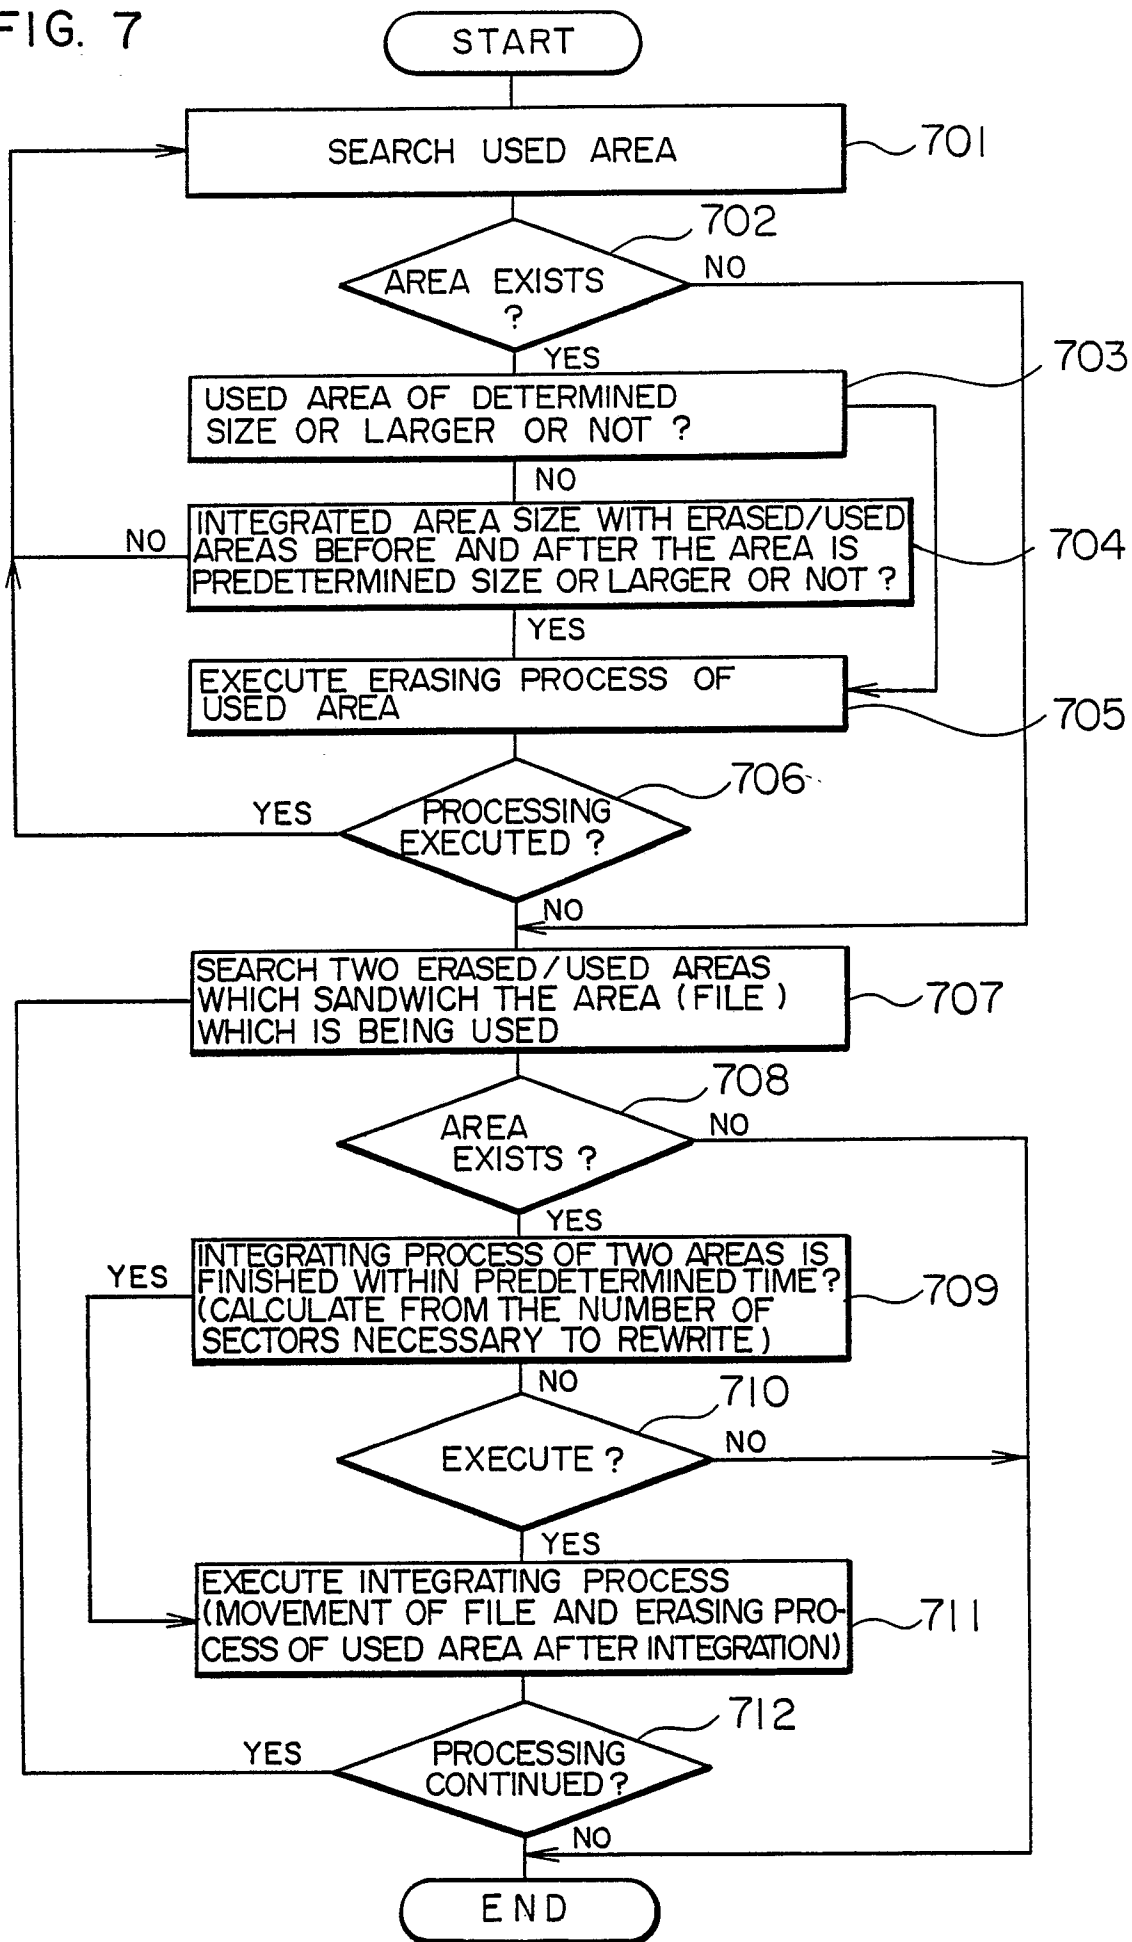 FIG. 7
START
SEARCH USED AREA
701
702
AREA EXISTS
?
NO
YES
703
USED AREA OF DETERMINED
SIZE OR LARGER OR NOT ?
NO
INTEGRATED AREA SIZE WITH ERASED/USED
AREAS BEFORE AND AFTER THE AREA IS
PREDETERMINED SIZE OR LARGER OR NOT ?
NO
704
YES
EXECUTE ERASING PROCESS OF
USED AREA
705
706
PROCESSING
EXECUTED ?
YES
NO
SEARCH TWO ERASED/USED AREAS
WHICH SANDWICH THE AREA (FILE)
WHICH IS BEING USED
707
708
AREA
EXISTS ?
NO
YES
INTEGRATING PROCESS OF TWO AREAS IS
FINISHED WITHIN PREDETERMINED TIME?
(CALCULATE FROM THE NUMBER OF
SECTORS NECESSARY TO REWRITE)
YES
709
NO
710
EXECUTE ?
NO
YES
EXECUTE INTEGRATING PROCESS
(MOVEMENT OF FILE AND ERASING PRO-
CESS OF USED AREA AFTER INTEGRATION)
711
712
PROCESSING
CONTINUED ?
YES
NO
END